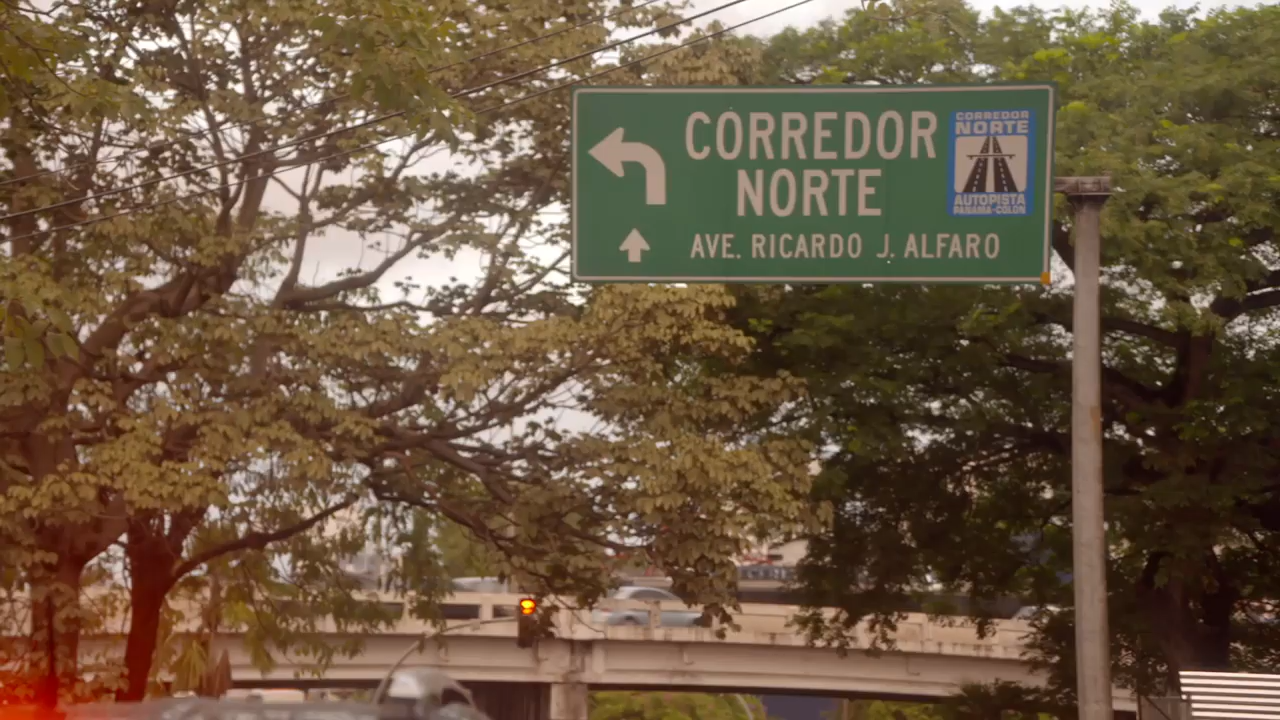 CORREDOR
NORTE
AVE. RICARDO J. ALFARO
CORREDOR
NORTE
AUTOPISTA
PANAMA-COLON